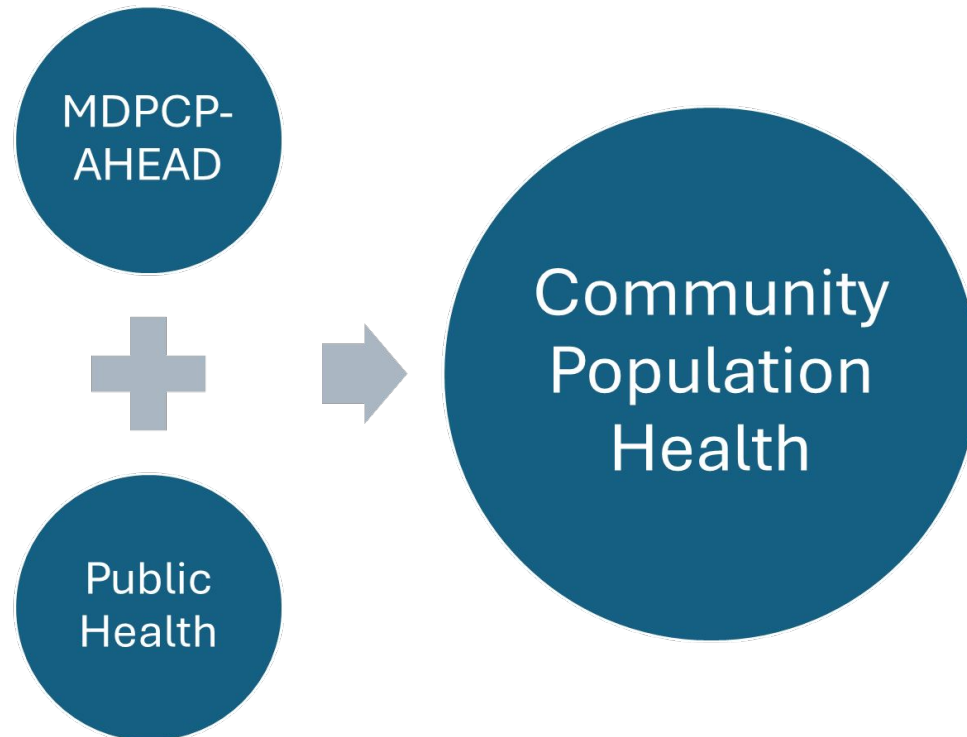 MDPCP-
AHEAD
Public
Health
Community
Population
Health